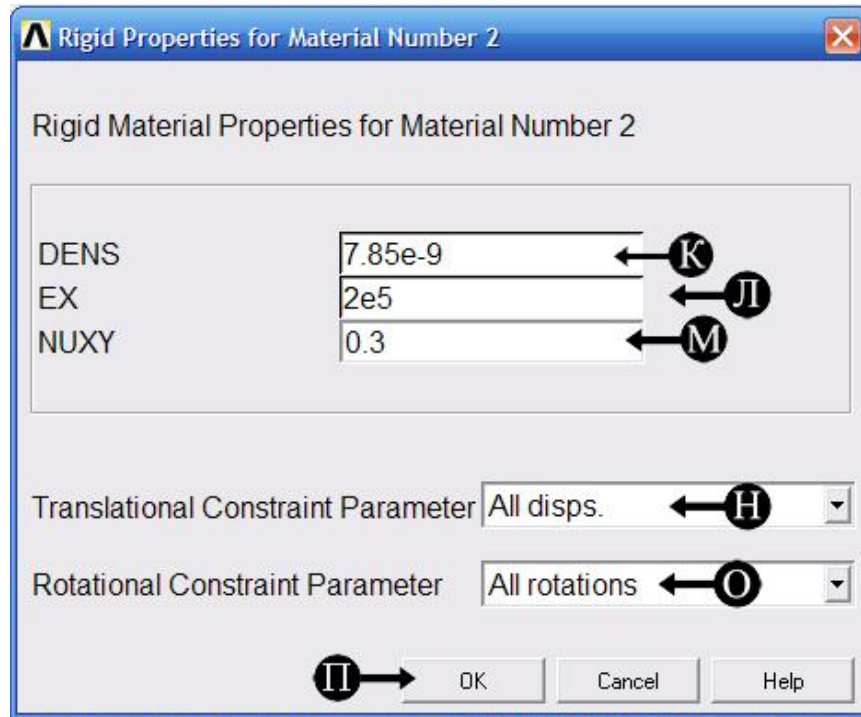 Rigid Properties for Material Number 2
Rigid Material Properties for Material Number 2
DENS 7.85e-9 К
EX 2e5 Л
NUXY 0.3 М
Translational Constraint Parameter All disps. Н
Rotational Constraint Parameter All rotations О
П OK Cancel Help